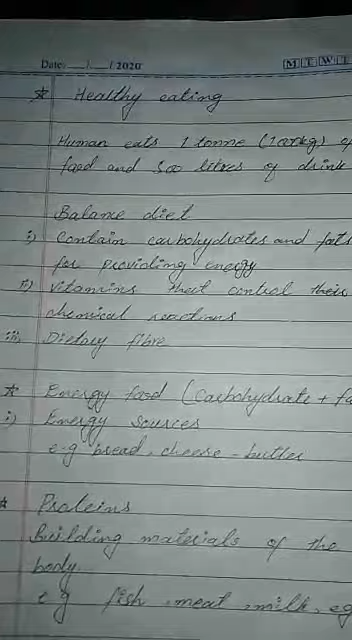 Date: __/__/2020 M T W T
* Healthy eating
Human eats 1 tonne (1000kg) of
food and 500 litres of drink
Balance diet
i) Contain carbohydrates and fats
for providing energy
ii) Vitamins that control their
chemical reactions
iii. Dietary fibre
* Energy food (Carbohydrate + fa
i) Energy sources
e.g bread, cheese - butter
* Proteins
Building materials of the
body
e g fish, meat, milk, eg